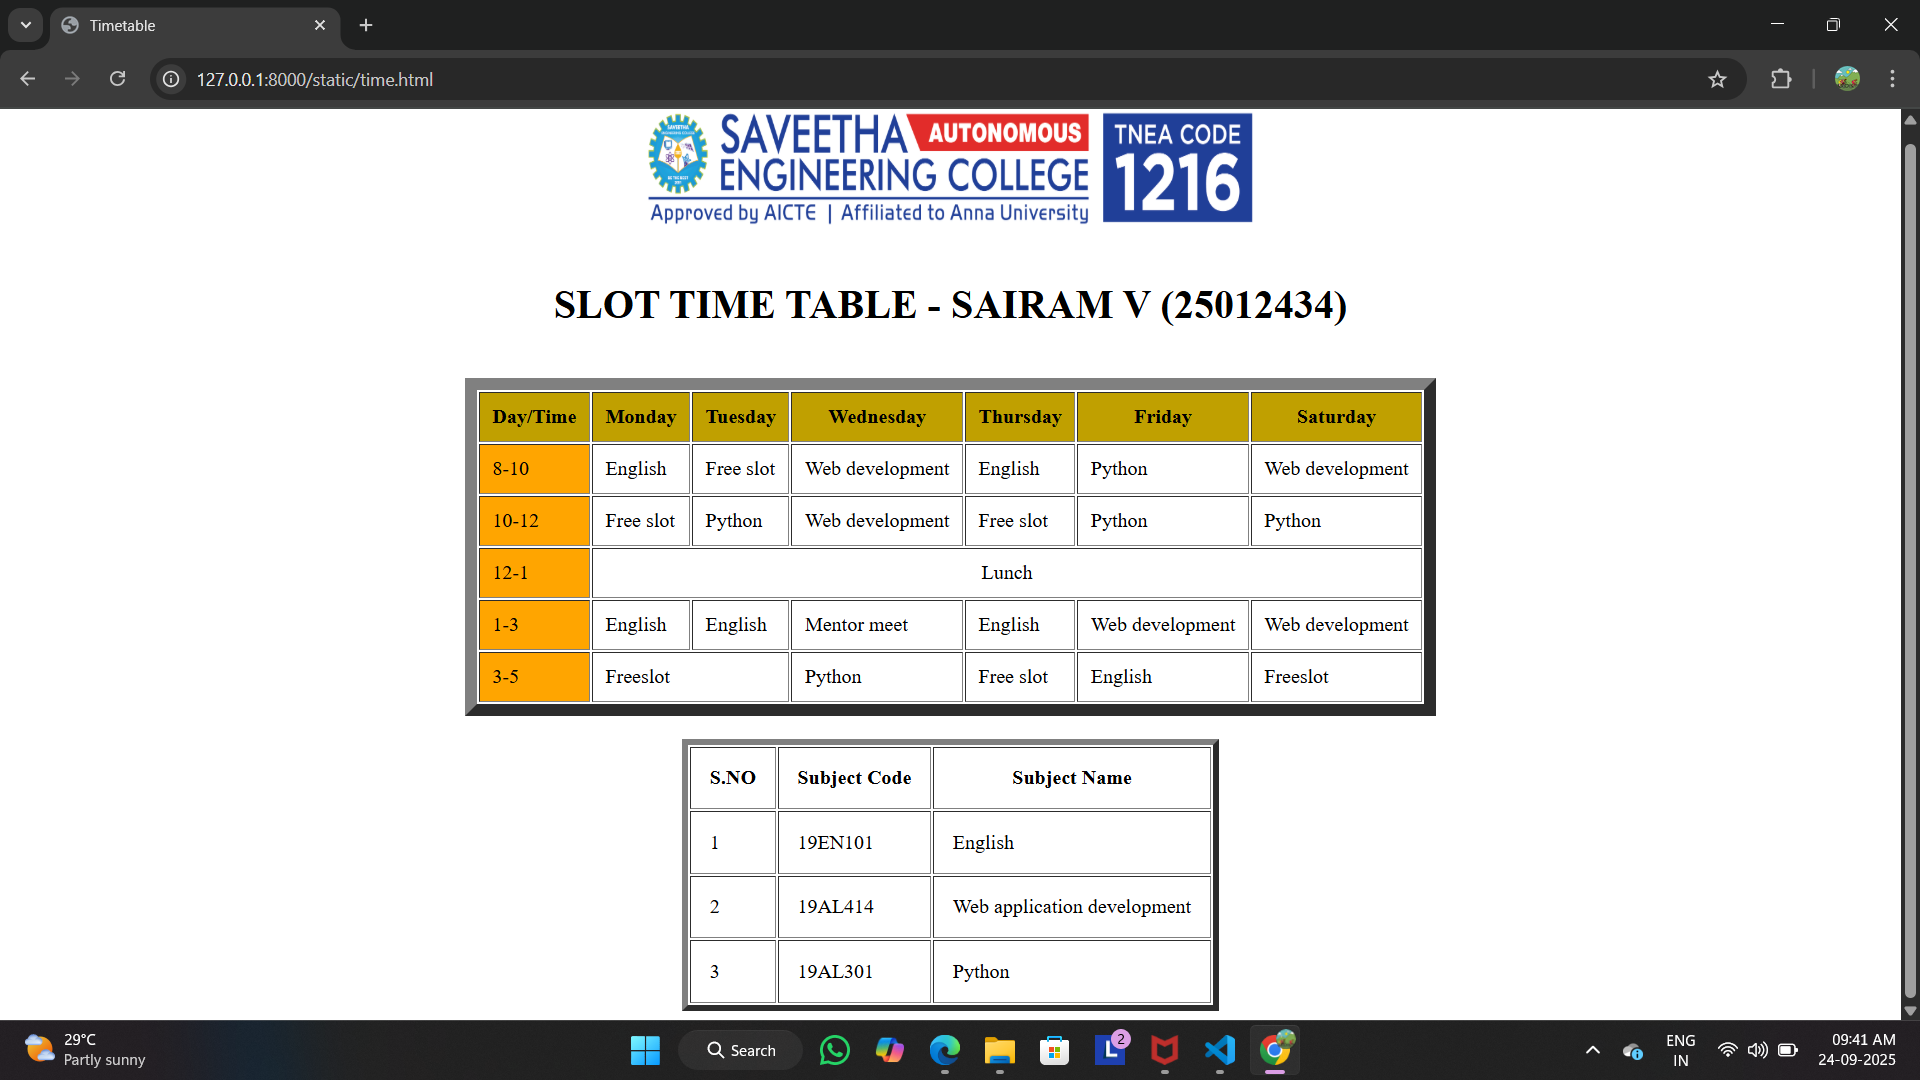 Timetable
127.0.0.1:8000/static/time.html
SAVEETHA AUTONOMOUS
ENGINEERING COLLEGE
Approved by AICTE | Affiliated to Anna University
TNEA CODE
1216
SLOT TIME TABLE - SAIRAM V (25012434)
Day/Time Monday Tuesday Wednesday Thursday Friday Saturday
8-10 English Free slot Web development English Python Web development
10-12 Free slot Python Web development Free slot Python Python
12-1 Lunch
1-3 English English Mentor meet English Web development Web development
3-5 Freeslot Python Free slot English Freeslot
S.NO Subject Code Subject Name
1 19EN101 English
2 19AL414 Web application development
3 19AL301 Python
29°C
Partly sunny
Search
L 2
ENG
IN
09:41 AM
24-09-2025